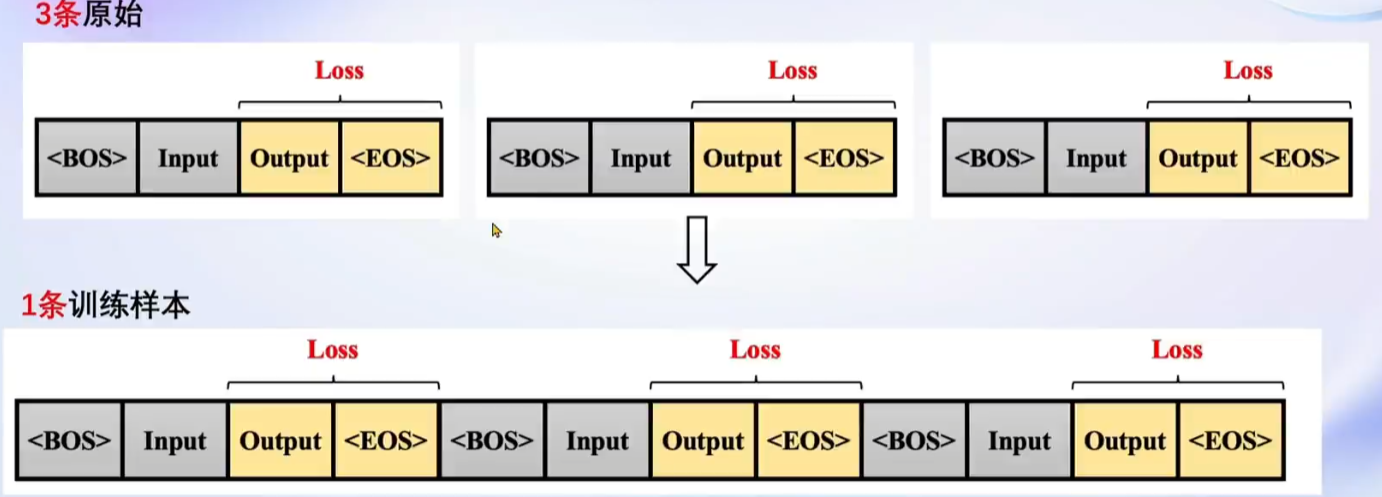 3条原始
Loss Loss Loss
<BOS> Input Output <EOS> <BOS> Input Output <EOS> <BOS> Input Output <EOS>
1条训练样本
Loss Loss Loss
<BOS> Input Output <EOS> <BOS> Input Output <EOS> <BOS> Input Output <EOS>